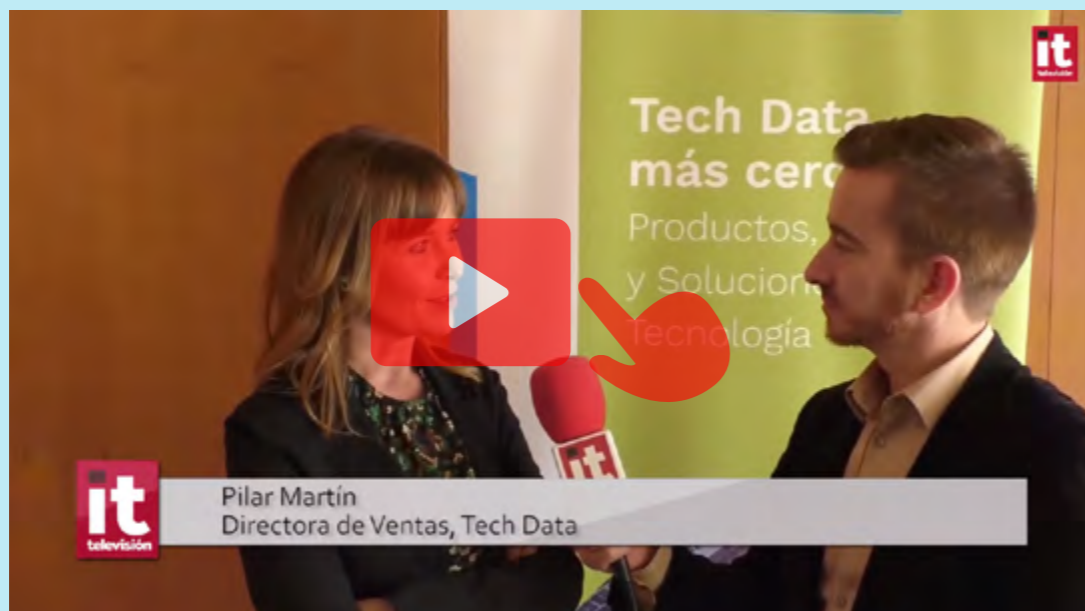 it
televisión
Tech Data
más cerc
Productos,
y Solucion
Tecnología
it
it
televisión
Pilar Martín
Directora de Ventas, Tech Data